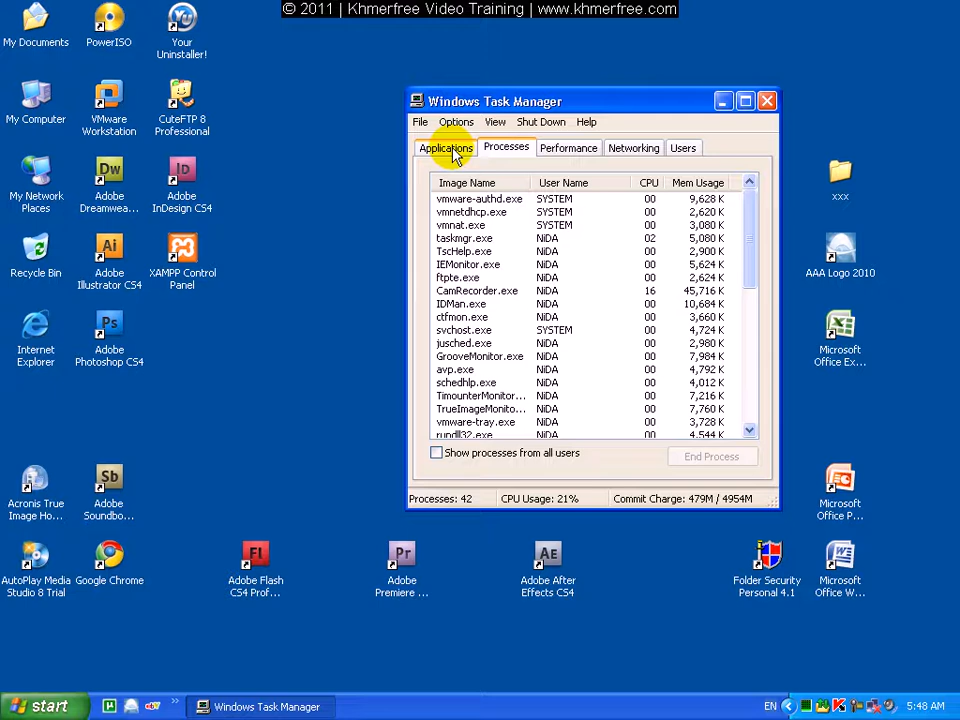 © 2011 | Khmerfree Video Training | www.khmerfree.com
My Documents
PowerISO
Your
Uninstaller!
My Computer
VMware
Workstation
CuteFTP 8
Professional
My Network
Places
Adobe
Dreamwea...
Adobe
InDesign CS4
Recycle Bin
Adobe
Illustrator CS4
XAMPP Control
Panel
Internet
Explorer
Adobe
Photoshop CS4
Acronis True
Image Ho...
Adobe
Soundbo...
AutoPlay Media
Studio 8 Trial
Google Chrome
Adobe Flash
CS4 Prof...
Adobe
Premiere ...
Adobe After
Effects CS4
Folder Security
Personal 4.1
xxx
AAA Logo 2010
Microsoft
Office Ex...
Microsoft
Office P...
Microsoft
Office W...
Windows Task Manager
File Options View Shut Down Help
Applications Processes Performance Networking Users
Image Name User Name CPU Mem Usage
vmware-authd.exe SYSTEM 00 9,628 K
vmnetdhcp.exe SYSTEM 00 2,620 K
vmnat.exe SYSTEM 00 3,080 K
taskmgr.exe NiDA 02 5,080 K
TscHelp.exe NiDA 00 2,900 K
IEMonitor.exe NiDA 00 5,624 K
ftpte.exe NiDA 00 2,624 K
CamRecorder.exe NiDA 16 45,716 K
IDMan.exe NiDA 00 10,684 K
ctfmon.exe NiDA 00 3,660 K
svchost.exe SYSTEM 00 4,724 K
jusched.exe NiDA 00 2,980 K
GrooveMonitor.exe NiDA 00 7,984 K
avp.exe NiDA 00 4,792 K
schedhlp.exe NiDA 00 4,012 K
TimounterMonitor... NiDA 00 7,216 K
TrueImageMonito... NiDA 00 7,760 K
vmware-tray.exe NiDA 00 3,728 K
rundll32.exe NiDA 00 4,544 K
Show processes from all users
End Process
Processes: 42 CPU Usage: 21% Commit Charge: 479M / 4954M
start
Windows Task Manager
EN
5:48 AM